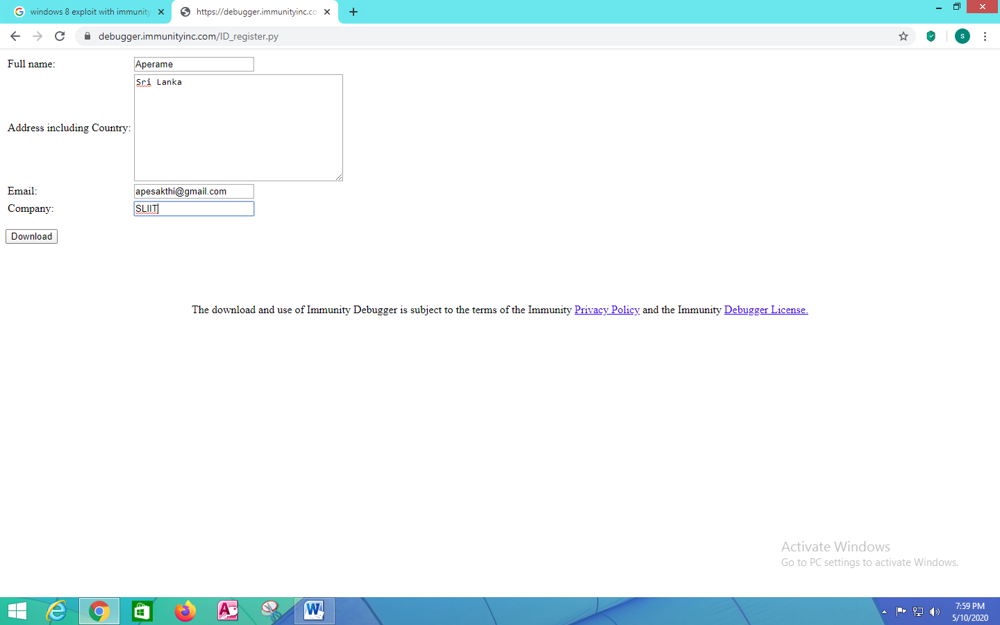 windows 8 exploit with immunity
https://debugger.immunityinc.co
debugger.immunityinc.com/ID_register.py
S
Full name: Aperame
Sri Lanka
Address including Country:
Email: apesakthi@gmail.com
Company: SLIIT
Download
The download and use of Immunity Debugger is subject to the terms of the Immunity Privacy Policy and the Immunity Debugger License.
Activate Windows
Go to PC settings to activate Windows.
7:59 PM
5/10/2020